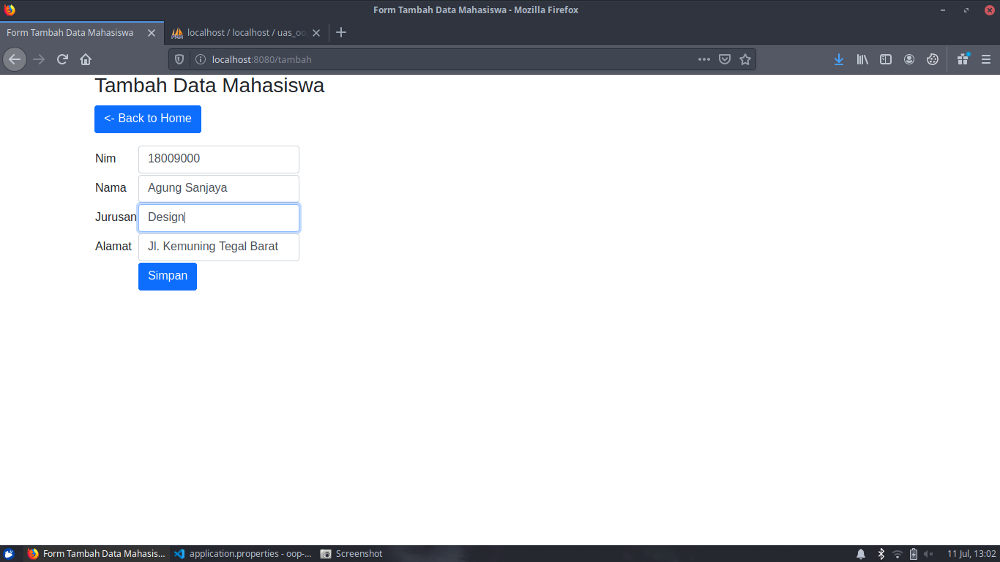 Form Tambah Data Mahasiswa - Mozilla Firefox
Form Tambah Data Mahasiswa
localhost / localhost / uas_oo
localhost:8080/tambah
Tambah Data Mahasiswa
<- Back to Home
Nim 18009000
Nama Agung Sanjaya
Jurusan Design
Alamat Jl. Kemuning Tegal Barat
Simpan
Form Tambah Data Mahasis... application.properties - oop-... Screenshot 11 Jul, 13:02